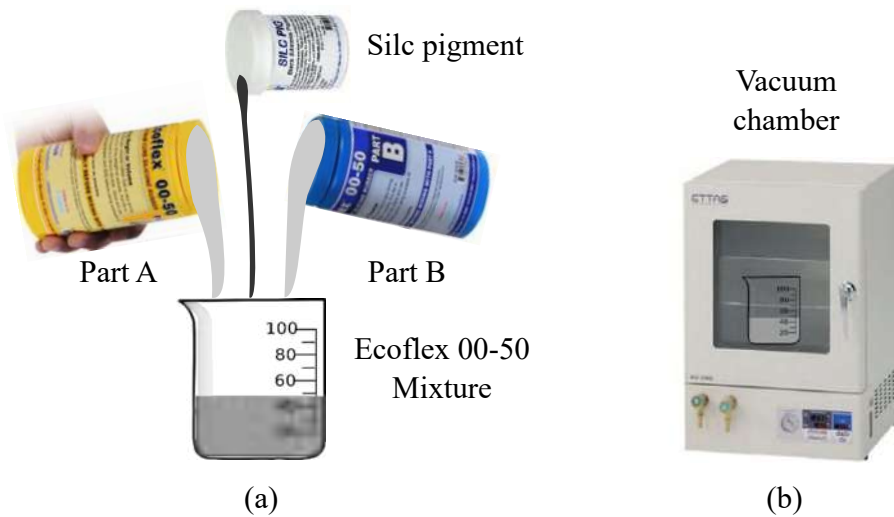 Silc pigment
SILC PIG
Ecoflex 00-50
PART B
00-50
Part A
Part B
100
80
60
Ecoflex 00-50
Mixture
(a)
Vacuum
chamber
ETTAS
100
80
60
40
20
(b)